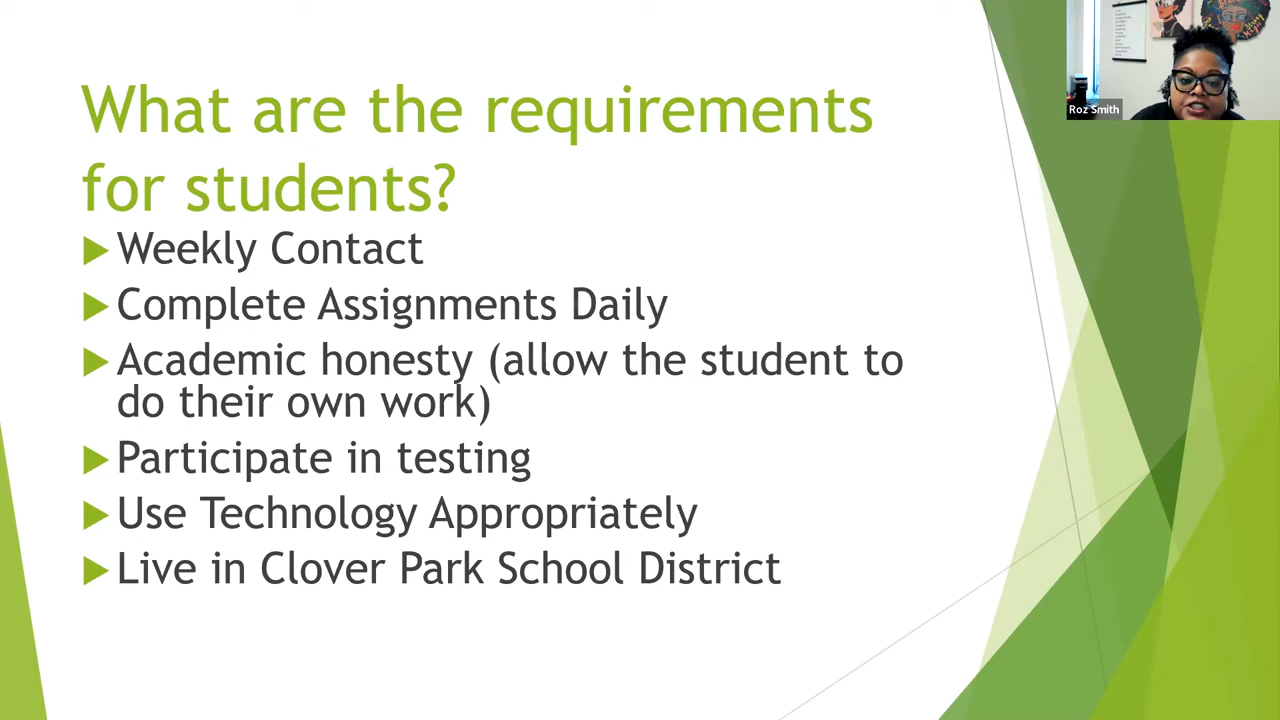 What are the requirements
for students?
Weekly Contact
Complete Assignments Daily
Academic honesty (allow the student to
do their own work)
Participate in testing
Use Technology Appropriately
Live in Clover Park School District
Roz Smith